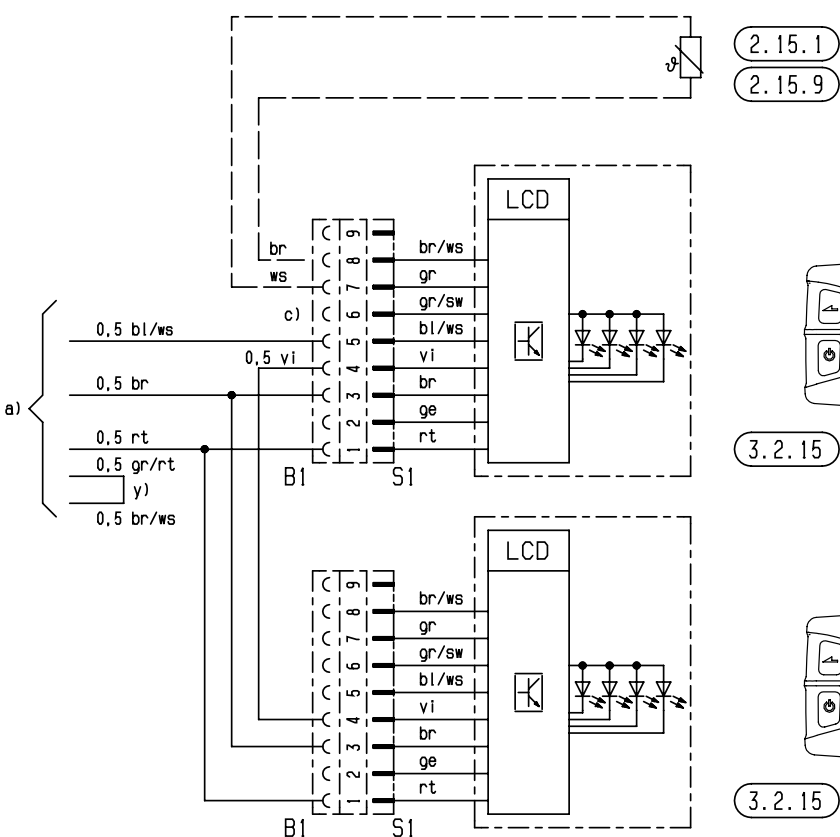 ϑ
2.15.1
2.15.9
LCD
9
br
8
br/ws
ws
7
gr
c)
6
gr/sw
0,5 bl/ws
5
bl/ws
0,5 vi
4
vi
0,5 br
3
br
a)
2
ge
0,5 rt
1
rt
0,5 gr/rt
y)
0,5 br/ws
B1
S1
3.2.15
LCD
9
8
br/ws
7
gr
6
gr/sw
5
bl/ws
4
vi
3
br
2
ge
1
rt
B1
S1
3.2.15